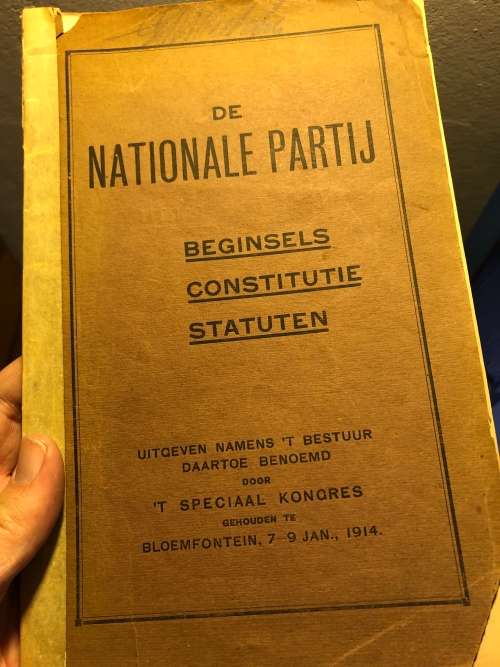 DE
NATIONALE PARTIJ
BEGINSELS
CONSTITUTIE
STATUTEN
UITGEVEN NAMENS 'T BESTUUR
DAARTOE BENOEMD
DOOR
'T SPECIAAL KONGRES
GEHOUDEN TE
BLOEMFONTEIN, 7–9 JAN., 1914.